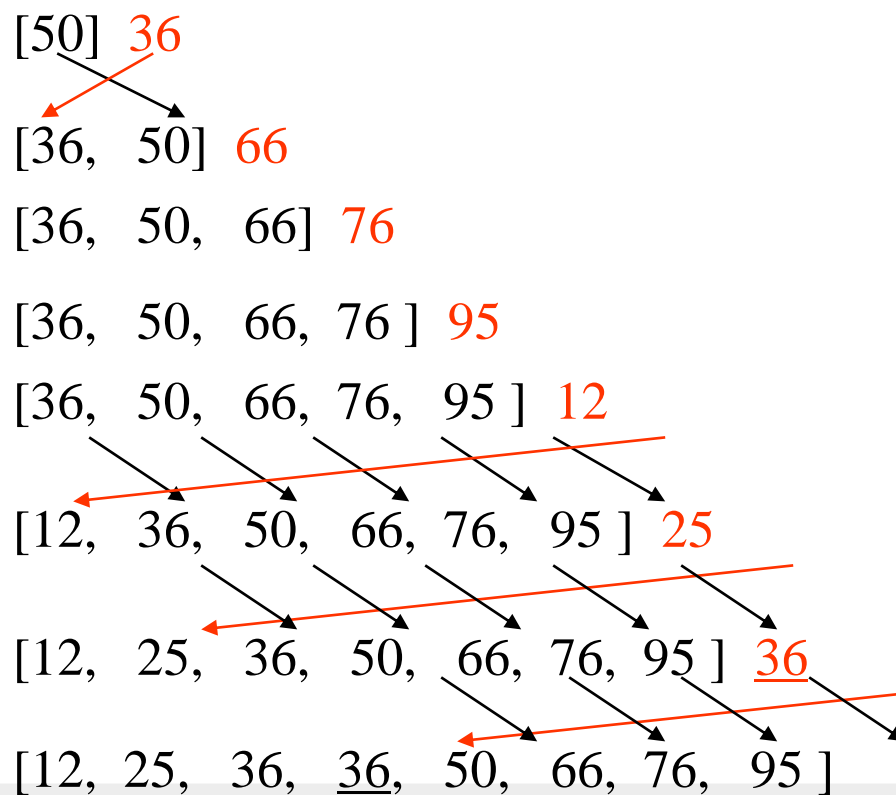 [50] 36
[36, 50] 66
[36, 50, 66] 76
[36, 50, 66, 76 ] 95
[36, 50, 66, 76, 95 ] 12
[12, 36, 50, 66, 76, 95 ] 25
[12, 25, 36, 50, 66, 76, 95 ] 36
[12, 25, 36, 36, 50, 66, 76, 95 ]